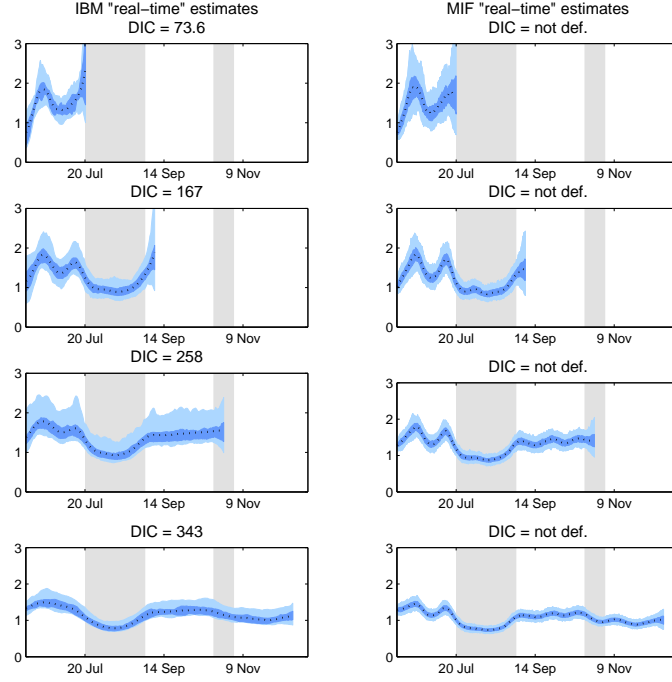 IBM "real−time" estimates
DIC = 73.6
3
2
1
0
20 Jul 14 Sep 9 Nov
MIF "real−time" estimates
DIC = not def.
3
2
1
0
20 Jul 14 Sep 9 Nov
DIC = 167
3
2
1
0
20 Jul 14 Sep 9 Nov
DIC = not def.
3
2
1
0
20 Jul 14 Sep 9 Nov
DIC = 258
3
2
1
0
20 Jul 14 Sep 9 Nov
DIC = not def.
3
2
1
0
20 Jul 14 Sep 9 Nov
DIC = 343
3
2
1
0
20 Jul 14 Sep 9 Nov
DIC = not def.
3
2
1
0
20 Jul 14 Sep 9 Nov